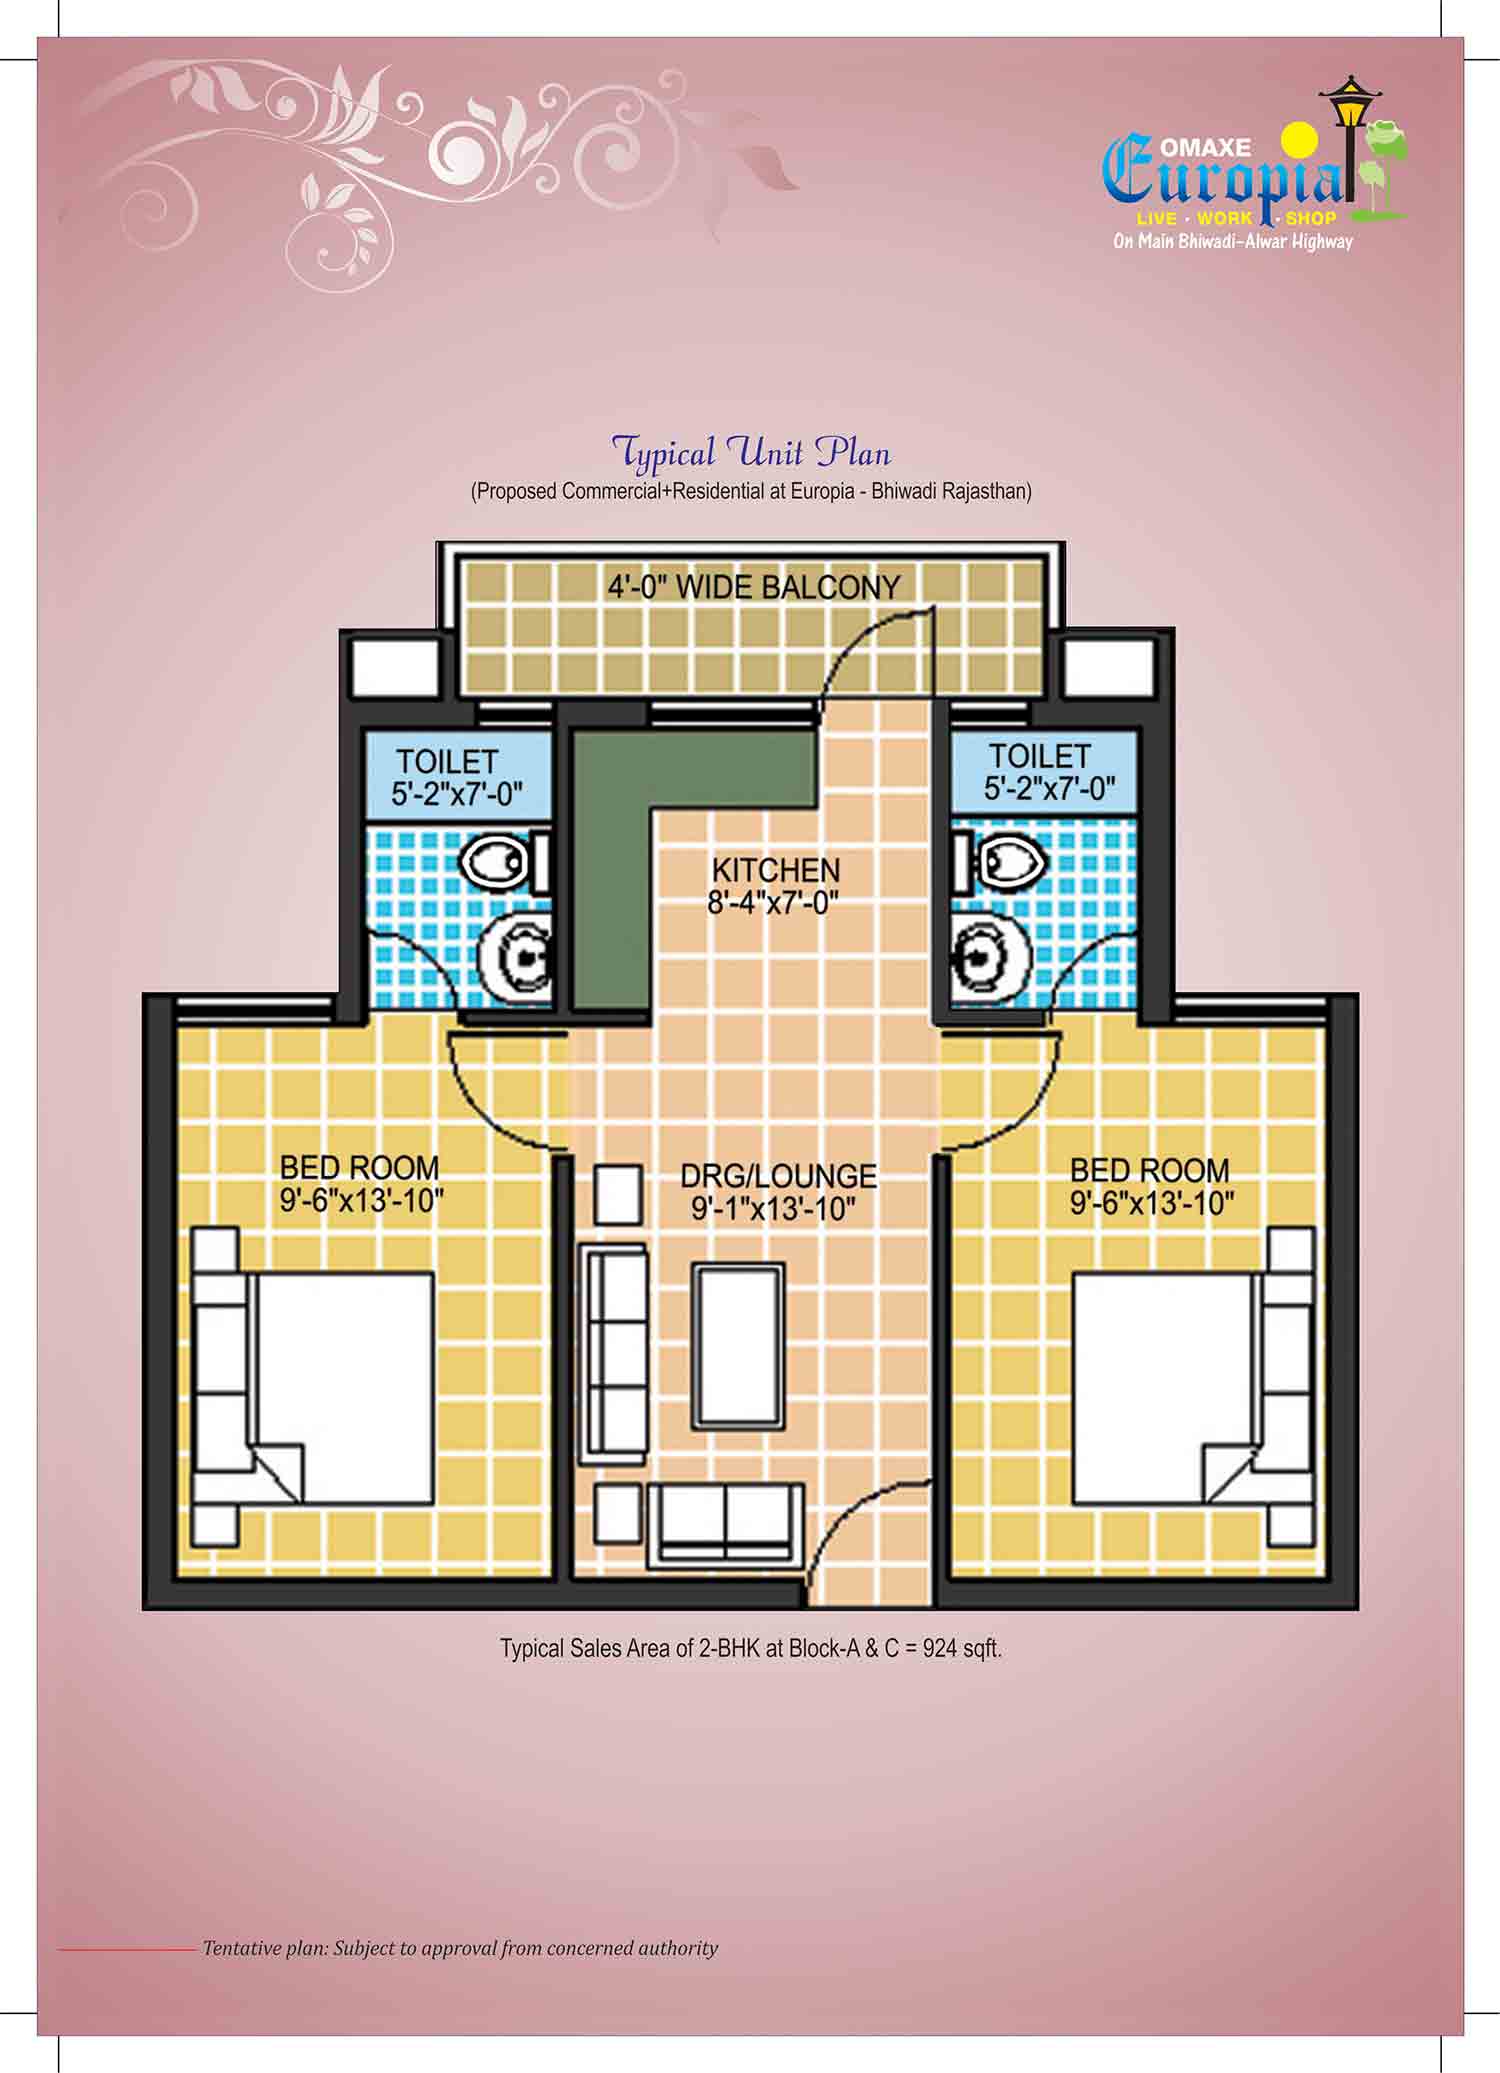 OMAXE
Europia
LIVE · WORK · SHOP
On Main Bhiwadi-Alwar Highway
Typical Unit Plan
(Proposed Commercial+Residential at Europia - Bhiwadi Rajasthan)
4'-0" WIDE BALCONY
TOILET
5'-2"x7'-0"
TOILET
5'-2"x7'-0"
KITCHEN
8'-4"x7'-0"
BED ROOM
9'-6"x13'-10"
DRG/LOUNGE
9'-1"x13'-10"
BED ROOM
9'-6"x13'-10"
Typical Sales Area of 2-BHK at Block-A & C = 924 sqft.
Tentative plan: Subject to approval from concerned authority